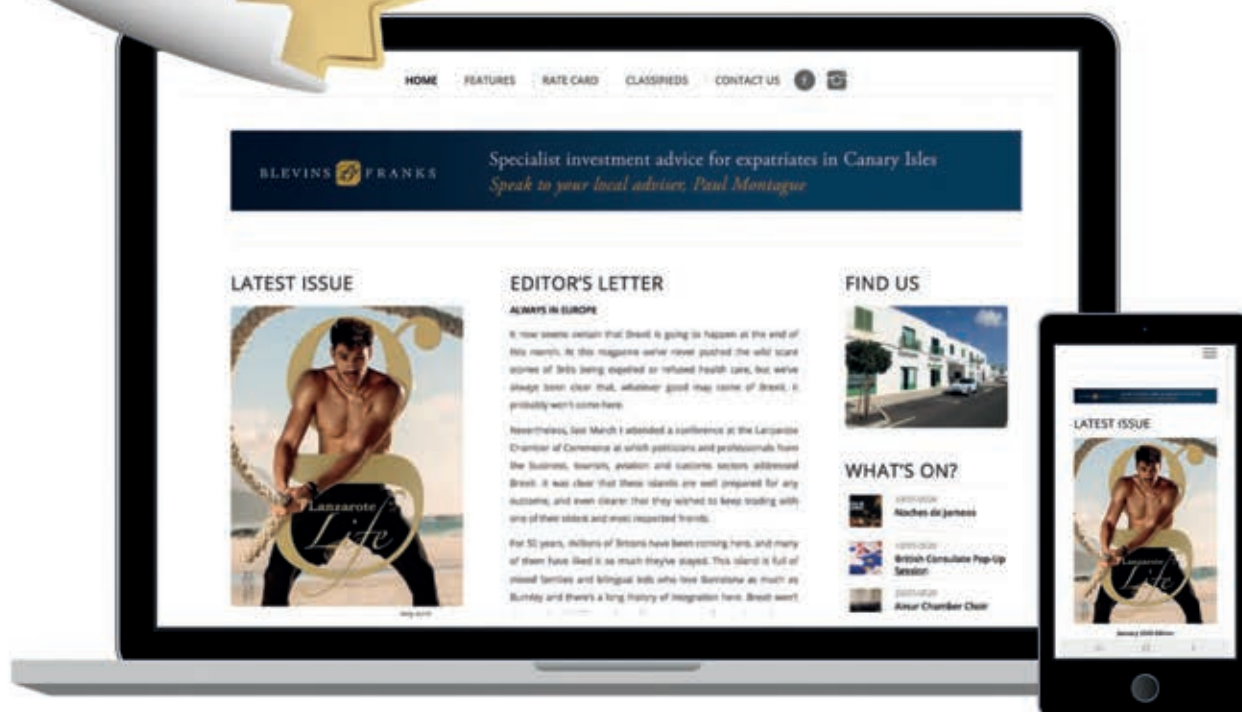 HOME FEATURES RATE CARD CLASSIFIEDS CONTACT US
BLEVINS & FRANKS
Specialist investment advice for expatriates in Canary Isles
Speak to your local adviser, Paul Montague
LATEST ISSUE
Lanzarote
Life
EDITOR'S LETTER
ALWAYS IN EUROPE
It now seems certain that Brexit is going to happen at the end of
this month. At this magazine we've never pushed the wild scare
stories of Brits being expelled or refused health care, but we've
always been clear that, whatever good may come of Brexit, it
probably won't come here.
Nevertheless, last March I attended a conference at the Lanzarote
Chamber of Commerce at which politicians and professionals from
the business, tourism, aviation and customs sectors addressed
Brexit. It was clear that these islands are well prepared for any
outcome, and even clearer that they wished to keep trading with
one of their oldest and most respected friends.
For 50 years, millions of Britons have been coming here, and many
of them have liked it so much they've stayed. This island is full of
mixed families and bilingual kids who love Barcelona as much as
Burnley and there's a long history of integration here. Brexit won't
FIND US
WHAT'S ON?
Noches de Jameos
British Consulate Pop-Up
Session
Ainur Chamber Choir
LATEST ISSUE
Lanzarote
Life
January 2020 Edition